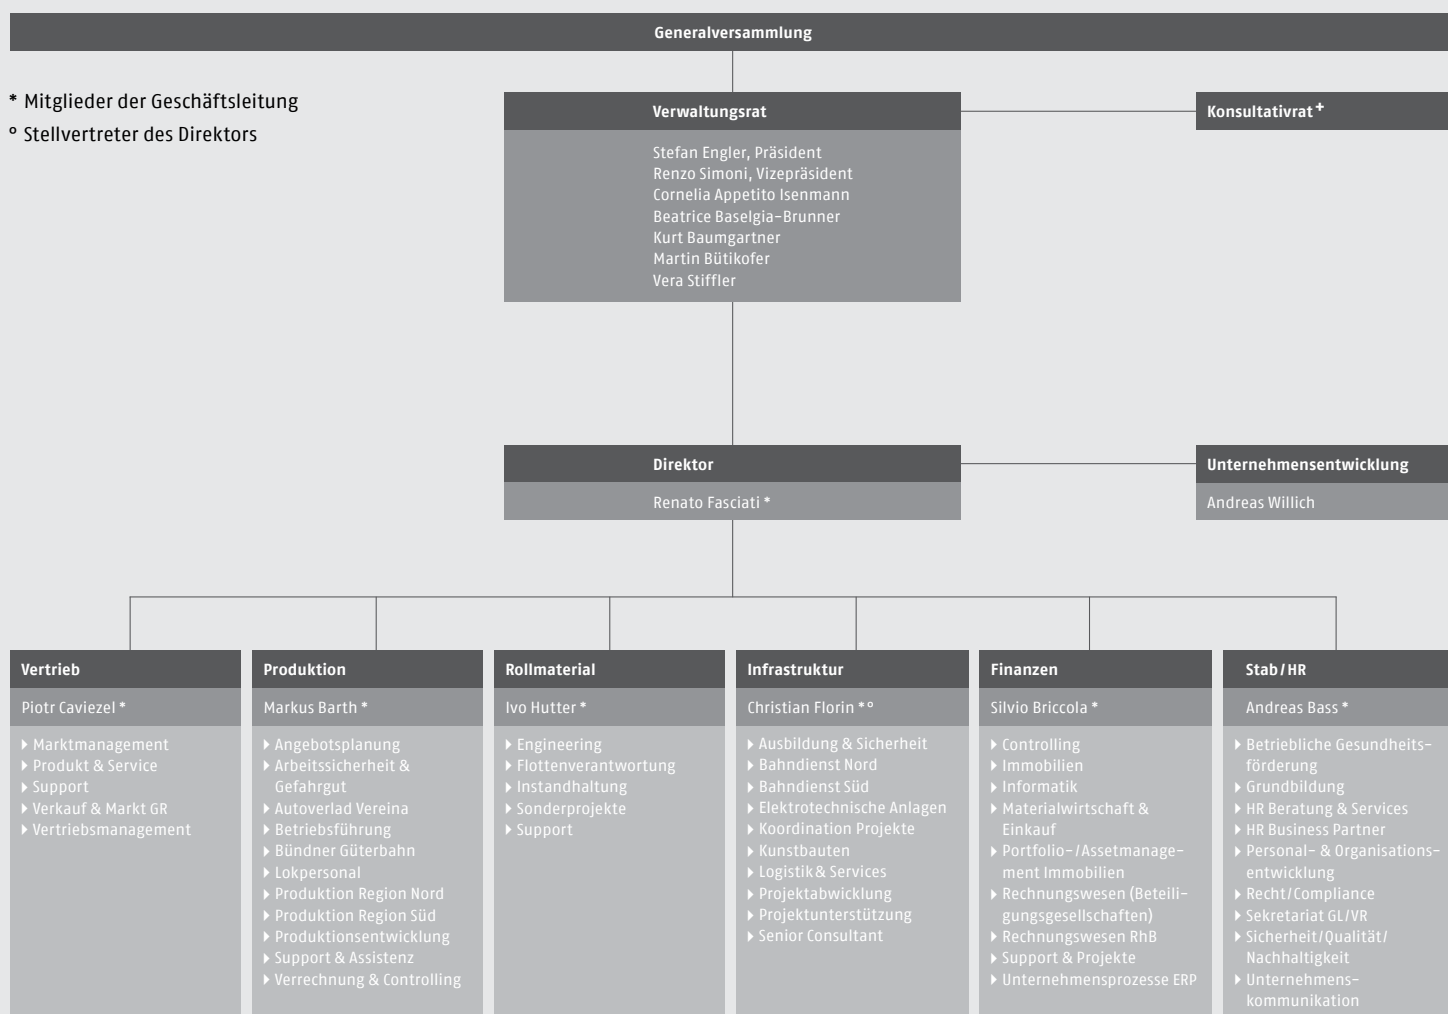 Generalversammlung
* Mitglieder der Geschäftsleitung
° Stellvertreter des Direktors
Verwaltungsrat
Stefan Engler, Präsident
Renzo Simoni, Vizepräsident
Cornelia Appetito Isenmann
Beatrice Baselgia-Brunner
Kurt Baumgartner
Martin Bütikofer
Vera Stiffler
Konsultativrat +
Direktor
Renato Fasciati *
Unternehmensentwicklung
Andreas Willich
Vertrieb
Piotr Caviezel *
Marktmanagement
Produkt & Service
Support
Verkauf & Markt GR
Vertriebsmanagement
Produktion
Markus Barth *
Angebotsplanung
Arbeitssicherheit &
Gefahrgut
Autoverlad Vereina
Betriebsführung
Bündner Güterbahn
Lokpersonal
Produktion Region Nord
Produktion Region Süd
Produktionsentwicklung
Support & Assistenz
Verrechnung & Controlling
Rollmaterial
Ivo Hutter *
Engineering
Flottenverantwortung
Instandhaltung
Sonderprojekte
Support
Infrastruktur
Christian Florin *°
Ausbildung & Sicherheit
Bahndienst Nord
Bahndienst Süd
Elektrotechnische Anlagen
Koordination Projekte
Kunstbauten
Logistik & Services
Projektabwicklung
Projektunterstützung
Senior Consultant
Finanzen
Silvio Briccola *
Controlling
Immobilien
Informatik
Materialwirtschaft &
Einkauf
Portfolio-/Assetmanage-
ment Immobilien
Rechnungswesen (Beteili-
gungsgesellschaften)
Rechnungswesen RhB
Support & Projekte
Unternehmensprozesse ERP
Stab/HR
Andreas Bass *
Betriebliche Gesundheits-
förderung
Grundbildung
HR Beratung & Services
HR Business Partner
Personal- & Organisations-
entwicklung
Recht/Compliance
Sekretariat GL/VR
Sicherheit/Qualität/
Nachhaltigkeit
Unternehmens-
kommunikation